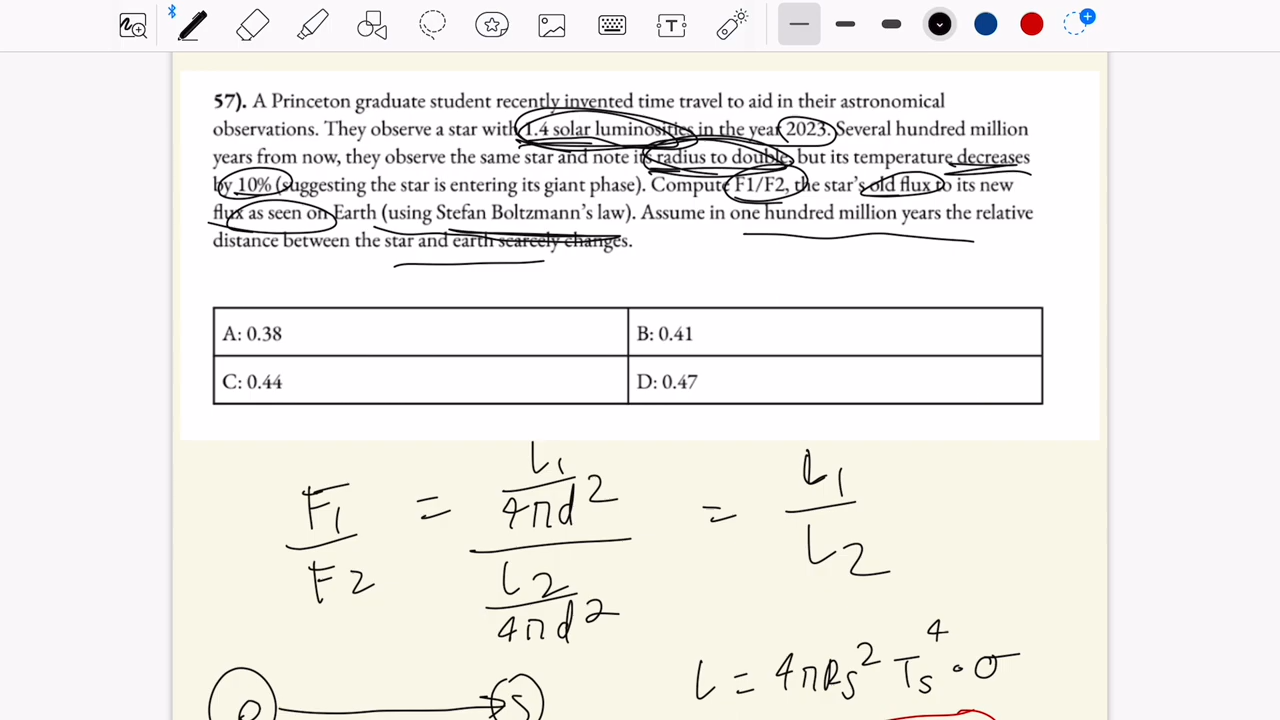 57). A Princeton graduate student recently invented time travel to aid in their astronomical
observations. They observe a star with 1.4 solar luminosities in the year 2023. Several hundred million
years from now, they observe the same star and note its radius to double, but its temperature decreases
by 10% (suggesting the star is entering its giant phase). Compute F1/F2, the star's old flux to its new
flux as seen on Earth (using Stefan Boltzmann's law). Assume in one hundred million years the relative
distance between the star and earth scarcely changes.
A: 0.38
B: 0.41
C: 0.44
D: 0.47
F1/F2 = (L1/4πd²)/(L2/4πd²) = L1/L2
L = 4πRs² Ts⁴ · σ
S